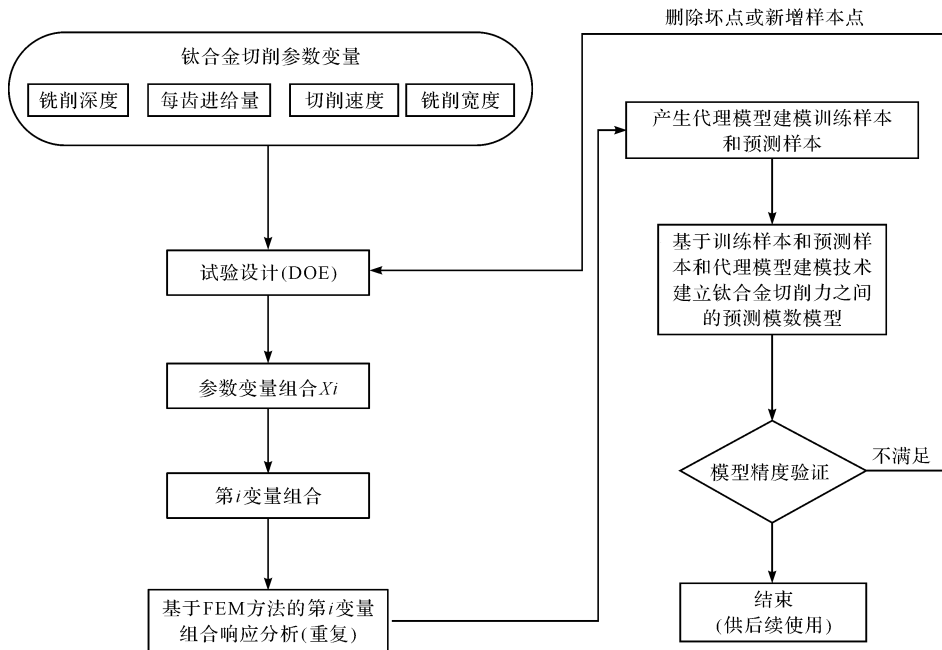 钛合金切削参数变量
铣削深度
每齿进给量
切削速度
铣削宽度
试验设计(DOE)
参数变量组合Xi
第i变量组合
基于FEM方法的第i变量
组合响应分析(重复)
删除坏点或新增样本点
产生代理模型建模训练样本
和预测样本
基于训练样本和预测样
本和代理模型建模技术
建立钛合金切削力之间
的预测模数模型
模型精度验证
不满足
结束
(供后续使用)